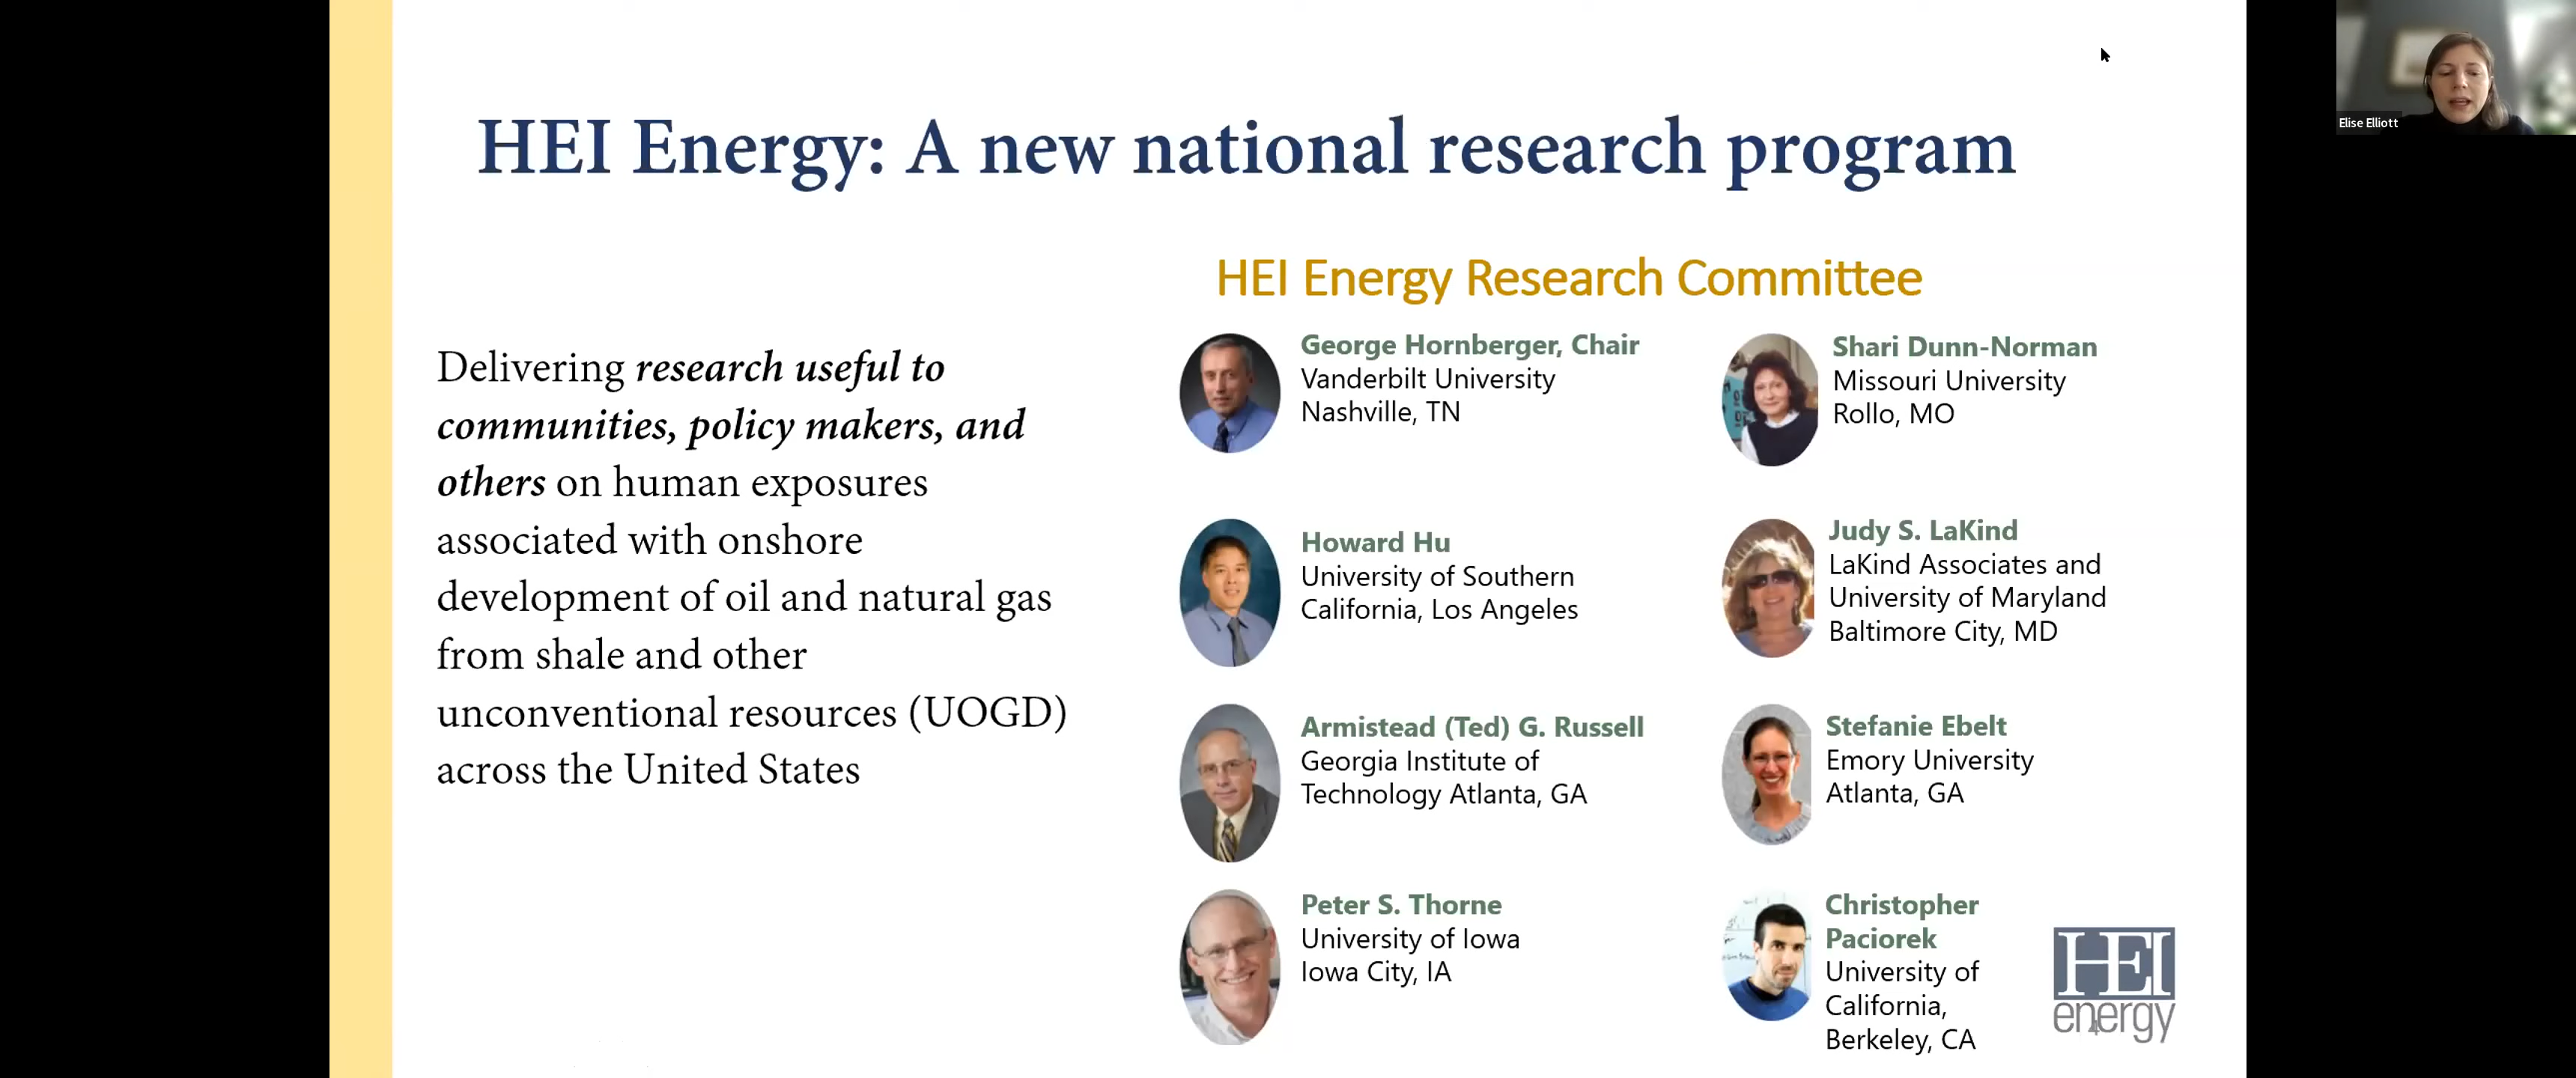 HEI Energy: A new national research program
Delivering research useful to
communities, policy makers, and
others on human exposures
associated with onshore
development of oil and natural gas
from shale and other
unconventional resources (UOGD)
across the United States
HEI Energy Research Committee
George Hornberger, Chair
Vanderbilt University
Nashville, TN
Shari Dunn-Norman
Missouri University
Rollo, MO
Howard Hu
University of Southern
California, Los Angeles
Judy S. LaKind
LaKind Associates and
University of Maryland
Baltimore City, MD
Armistead (Ted) G. Russell
Georgia Institute of
Technology Atlanta, GA
Stefanie Ebelt
Emory University
Atlanta, GA
Peter S. Thorne
University of Iowa
Iowa City, IA
Christopher
Paciorek
University of
California,
Berkeley, CA
HEI
energy
4
Elise Elliott